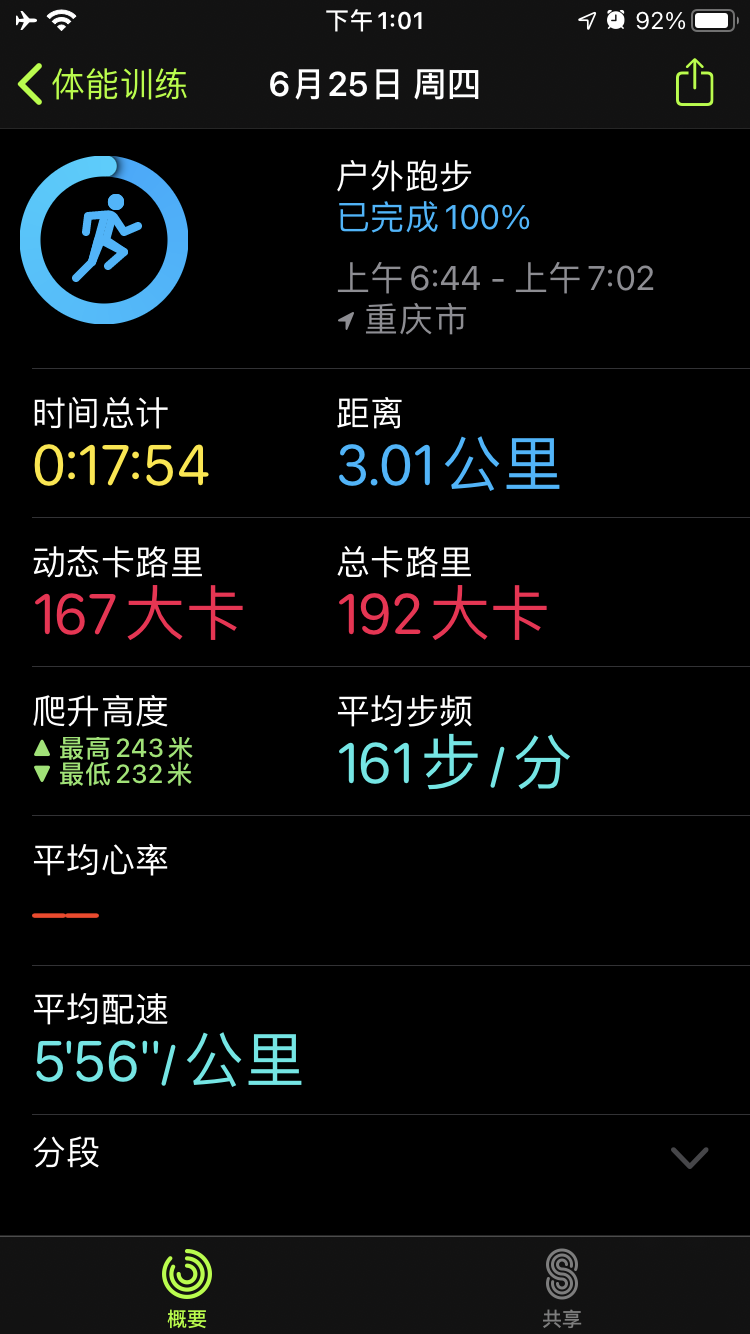 下午1:01
92%
体能训练
6月25日 周四
户外跑步
已完成100%
上午6:44 - 上午7:02
重庆市
时间总计
距离
0:17:54
3.01公里
动态卡路里
总卡路里
167大卡
192大卡
爬升高度
平均步频
▲ 最高243米
▼ 最低232米
161步/分
平均心率
——
平均配速
5'56"/公里
分段
概要
共享